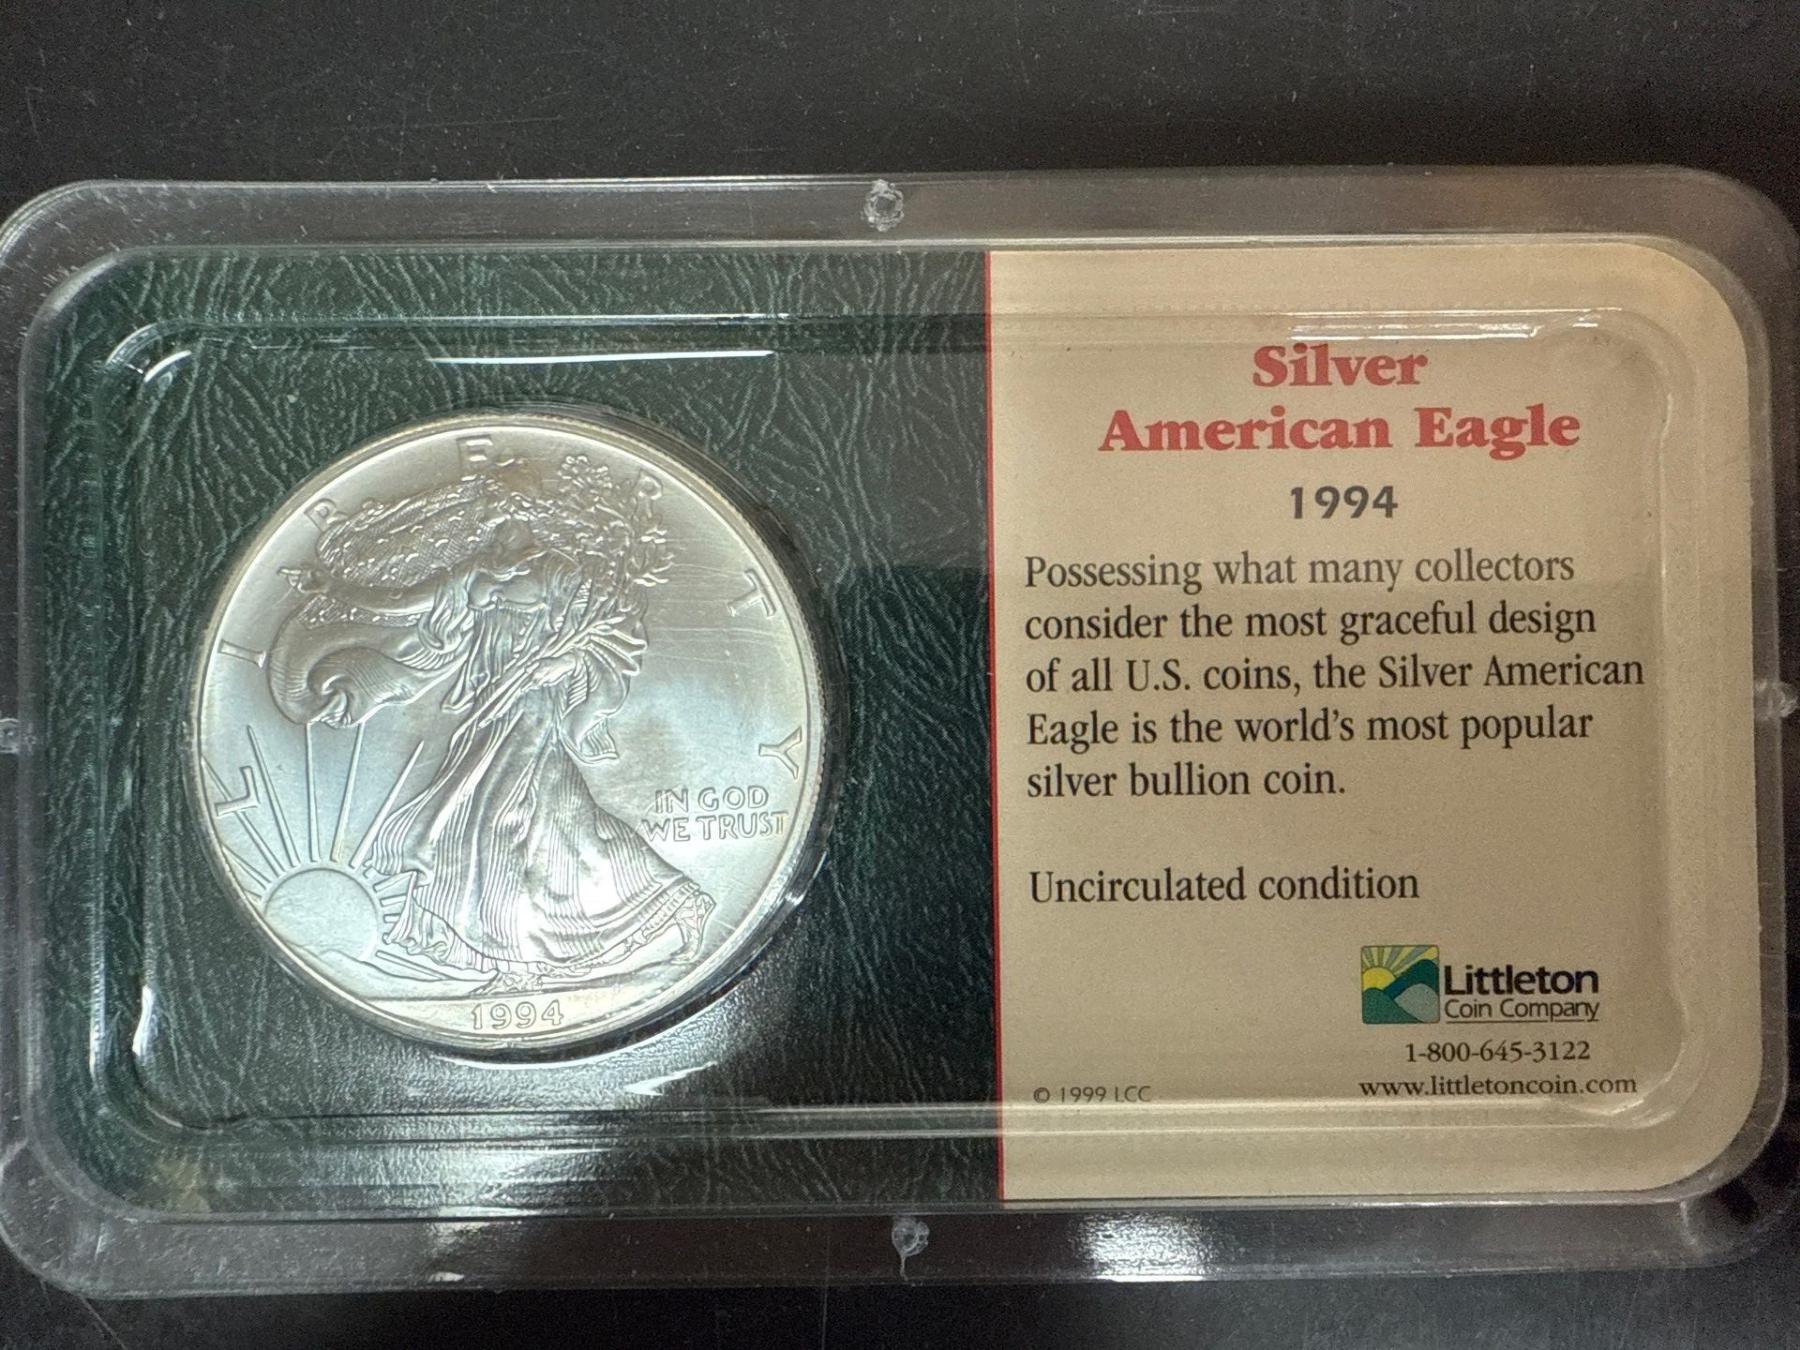 LIBERTY
IN GOD
WE TRUST
1994
Silver
American Eagle
1994
Possessing what many collectors
consider the most graceful design
of all U.S. coins, the Silver American
Eagle is the world's most popular
silver bullion coin.
Uncirculated condition
Littleton
Coin Company
1-800-645-3122
www.littletoncoin.com
© 1999 LCC